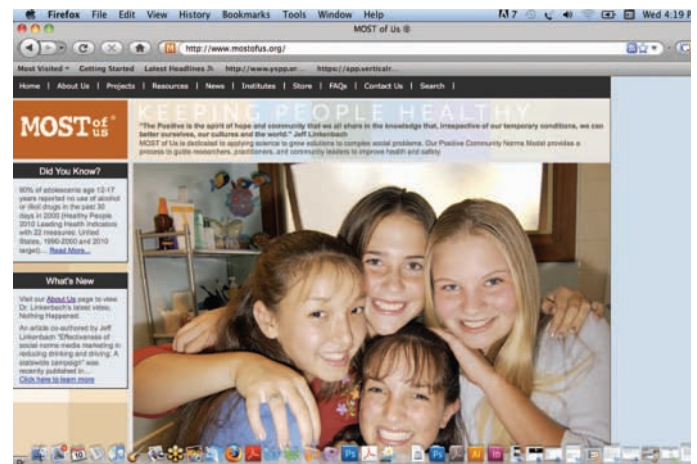 Firefox File Edit View History Bookmarks Tools Window Help 7 Wed 4:19 P
MOST of Us ®
http://www.mostofus.org/
Most Visited Getting Started Latest Headlines http://www.yspp.ar... https://app.verticalr...
Home | About Us | Projects | Resources | News | Institutes | Store | FAQs | Contact Us | Search |
MOST of us®
KEEPING PEOPLE HEALTHY
"The Positive is the spirit of hope and community that we all share in the knowledge that, irrespective of our temporary conditions, we can
better ourselves, our cultures and the world." Jeff Linkenbach
MOST of Us is dedicated to applying science to grow solutions to complex social problems. Our Positive Community Norms Model provides a
process to guide researchers, practitioners, and community leaders to improve health and safety.
Did You Know?
90% of adolescents age 12-17
years reported no use of alcohol
or illicit drugs in the past 30
days in 2000 (Healthy People
2010 Leading Health Indicators
with 22 measures: United
States, 1990-2000 and 2010
target).... Read More...
What's New
Visit our About Us page to view
Dr. Linkenbach's latest video,
Nothing Happened.
An article co-authored by Jeff
Linkenbach "Effectiveness of
social norms media marketing in
reducing drinking and driving: A
statewide campaign" was
recently published in...
Click here to learn more